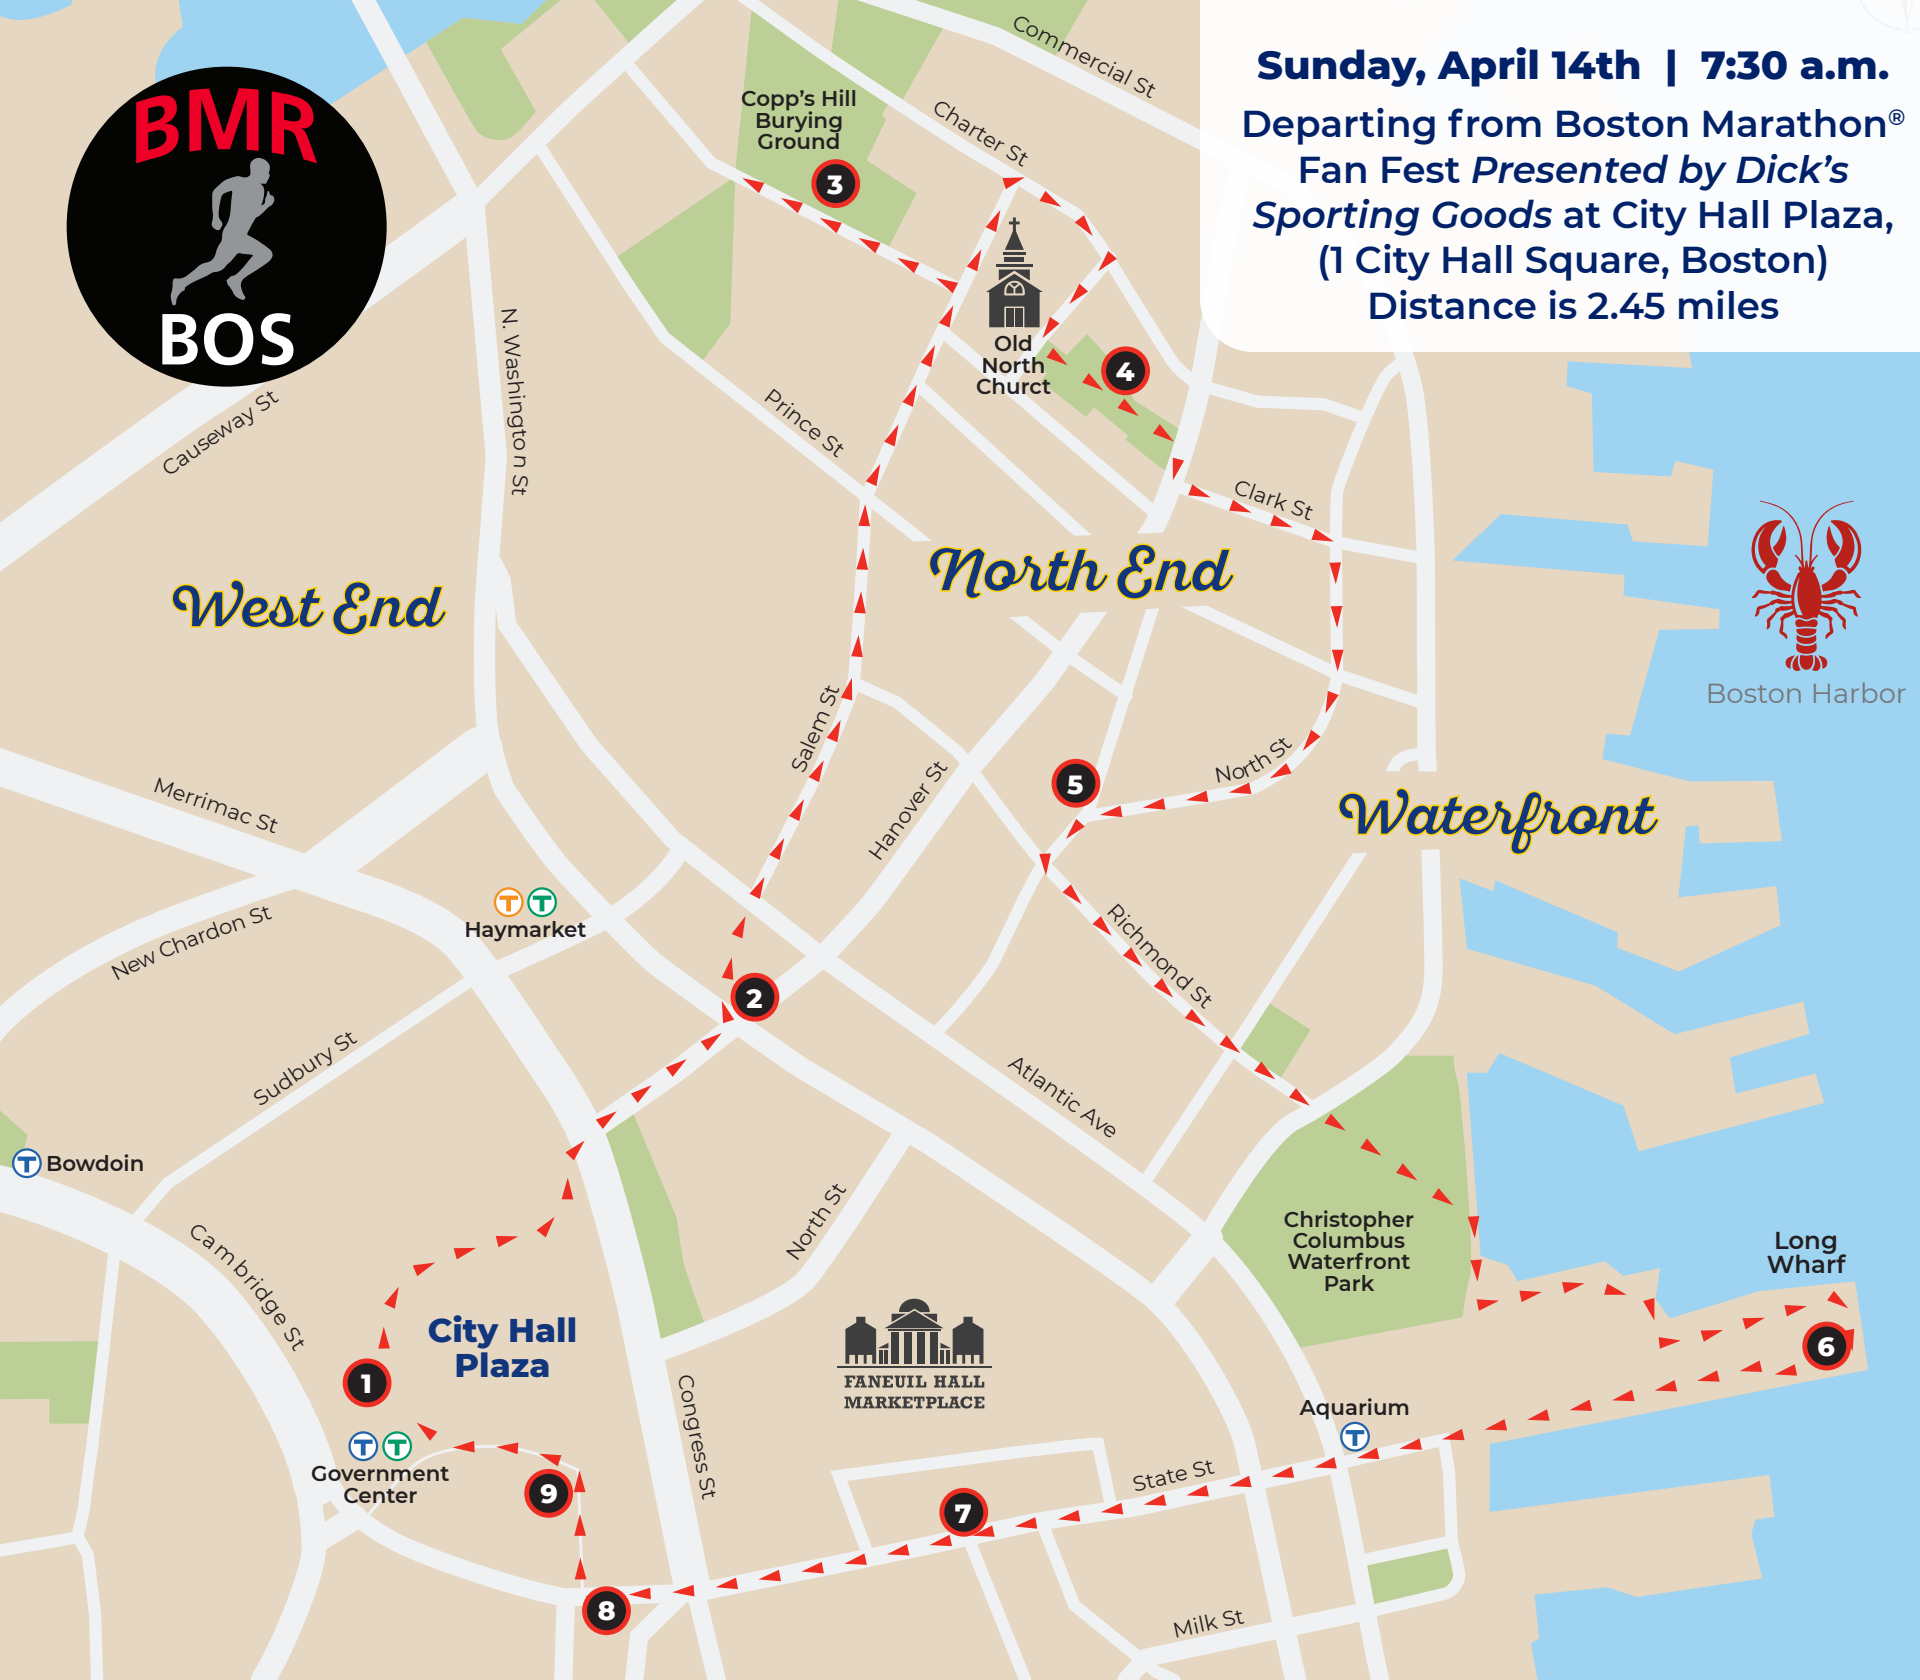 BMR
BOS
Sunday, April 14th | 7:30 a.m.
Departing from Boston Marathon®
Fan Fest Presented by Dick's
Sporting Goods at City Hall Plaza,
(1 City Hall Square, Boston)
Distance is 2.45 miles
Commercial St
Copp's Hill
Burying
Ground
3
Charter St
Old
North
Churct
4
N. Washington St
Causeway St
Prince St
Clark St
North End
West End
Boston Harbor
Salem St
Hanover St
5
North St
Waterfront
Merrimac St
New Chardon St
T T
Haymarket
Richmond St
2
Sudbury St
Atlantic Ave
T Bowdoin
Cambridge St
North St
Christopher
Columbus
Waterfront
Park
Long
Wharf
6
City Hall
Plaza
1
FANEUIL HALL
MARKETPLACE
Congress St
Aquarium
T
T T
Government
Center
9
7
State St
8
Milk St